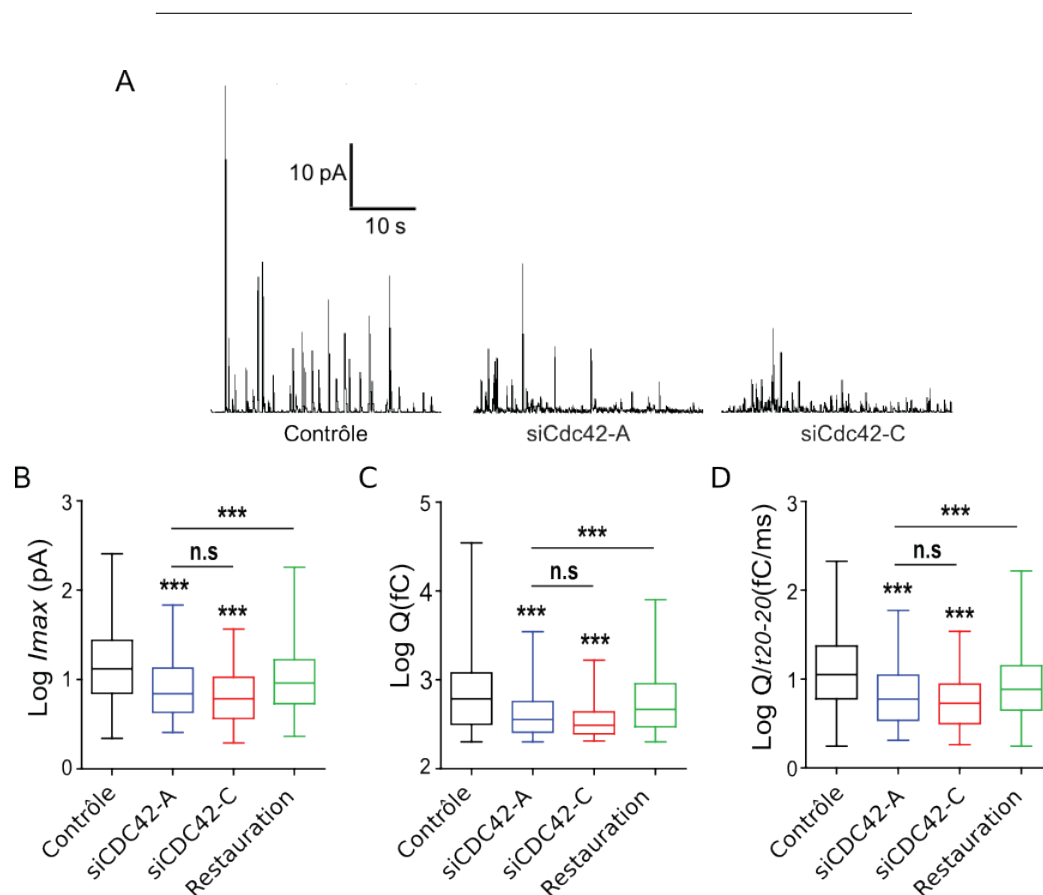 A
10 pA
10 s
Contrôle
siCdc42-A
siCdc42-C
B
Log Imax (pA)
3
2
1
0
***
n.s
***
***
Contrôle
siCDC42-A
siCDC42-C
Restauration
C
Log Q(fC)
5
4
3
2
***
n.s
***
***
Contrôle
siCDC42-A
siCDC42-C
Restauration
D
Log Q/t20-20(fC/ms)
3
2
1
0
***
n.s
***
***
Contrôle
siCDC42-A
siCDC42-C
Restauration